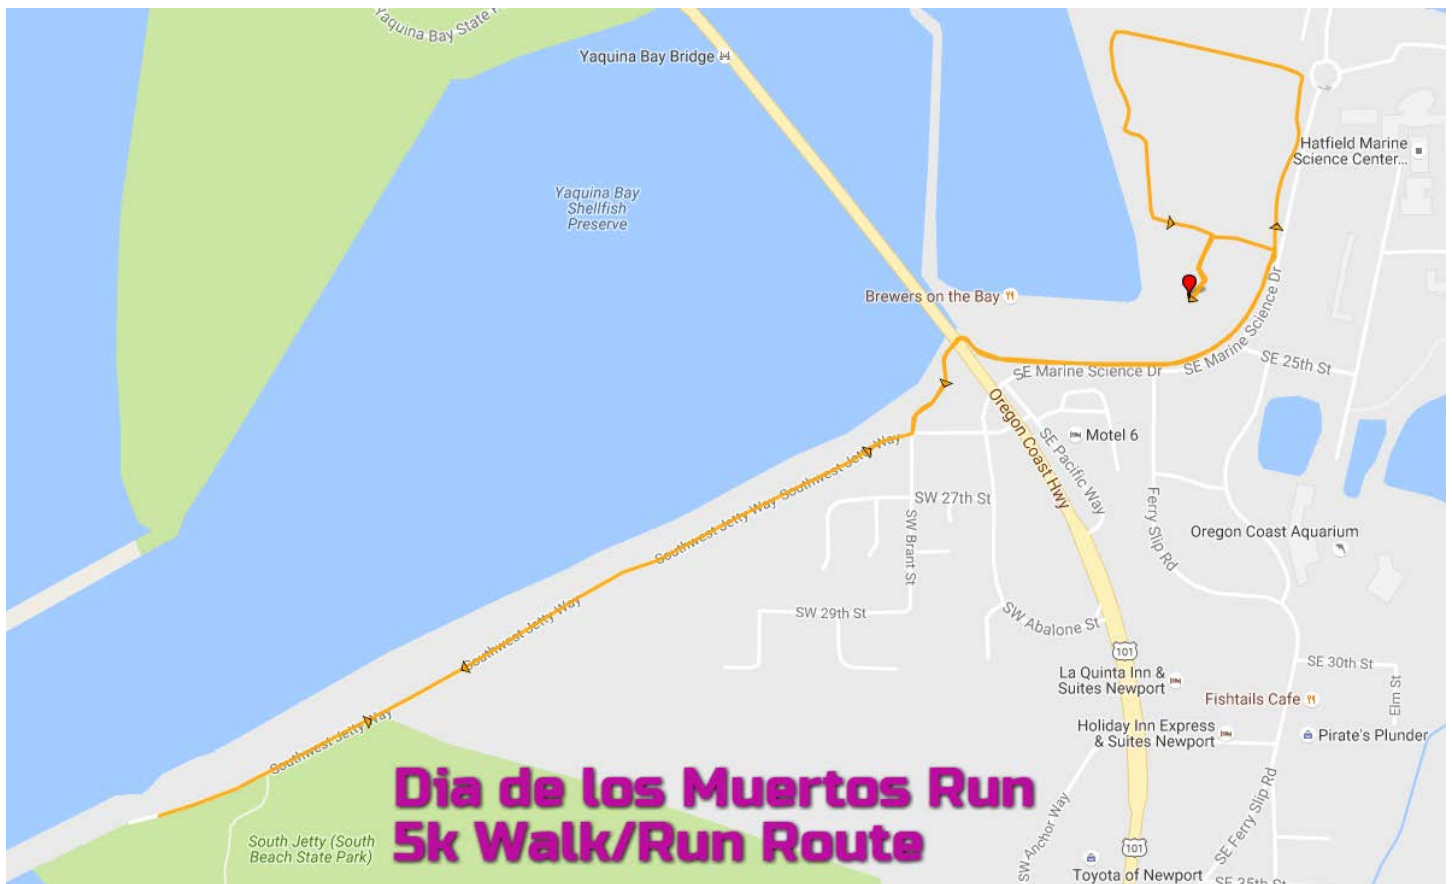 Yaquina Bay State
Yaquina Bay Bridge
Hatfield Marine
Science Center...
Yaquina Bay
Shellfish
Preserve
Brewers on the Bay
SE Marine Science Dr
SE Marine Science Dr
SE 25th St
Oregon Coast Hwy
SE Pacific Way
Motel 6
Southwest Jetty Way
Southwest Jetty Way
SW 27th St
Ferry Slip Rd
SW Brant St
Oregon Coast Aquarium
Southwest Jetty Way
SW 29th St
SW Abalone St
101
SE 30th St
La Quinta Inn &
Suites Newport
Elm St
Fishtails Cafe
Southwest Jetty Way
Holiday Inn Express
& Suites Newport
Pirate's Plunder
Dia de los Muertos Run
5k Walk/Run Route
South Jetty (South
Beach State Park)
SW Anchor Way
SE Ferry Slip Rd
101
Toyota of Newport
SE 35th St